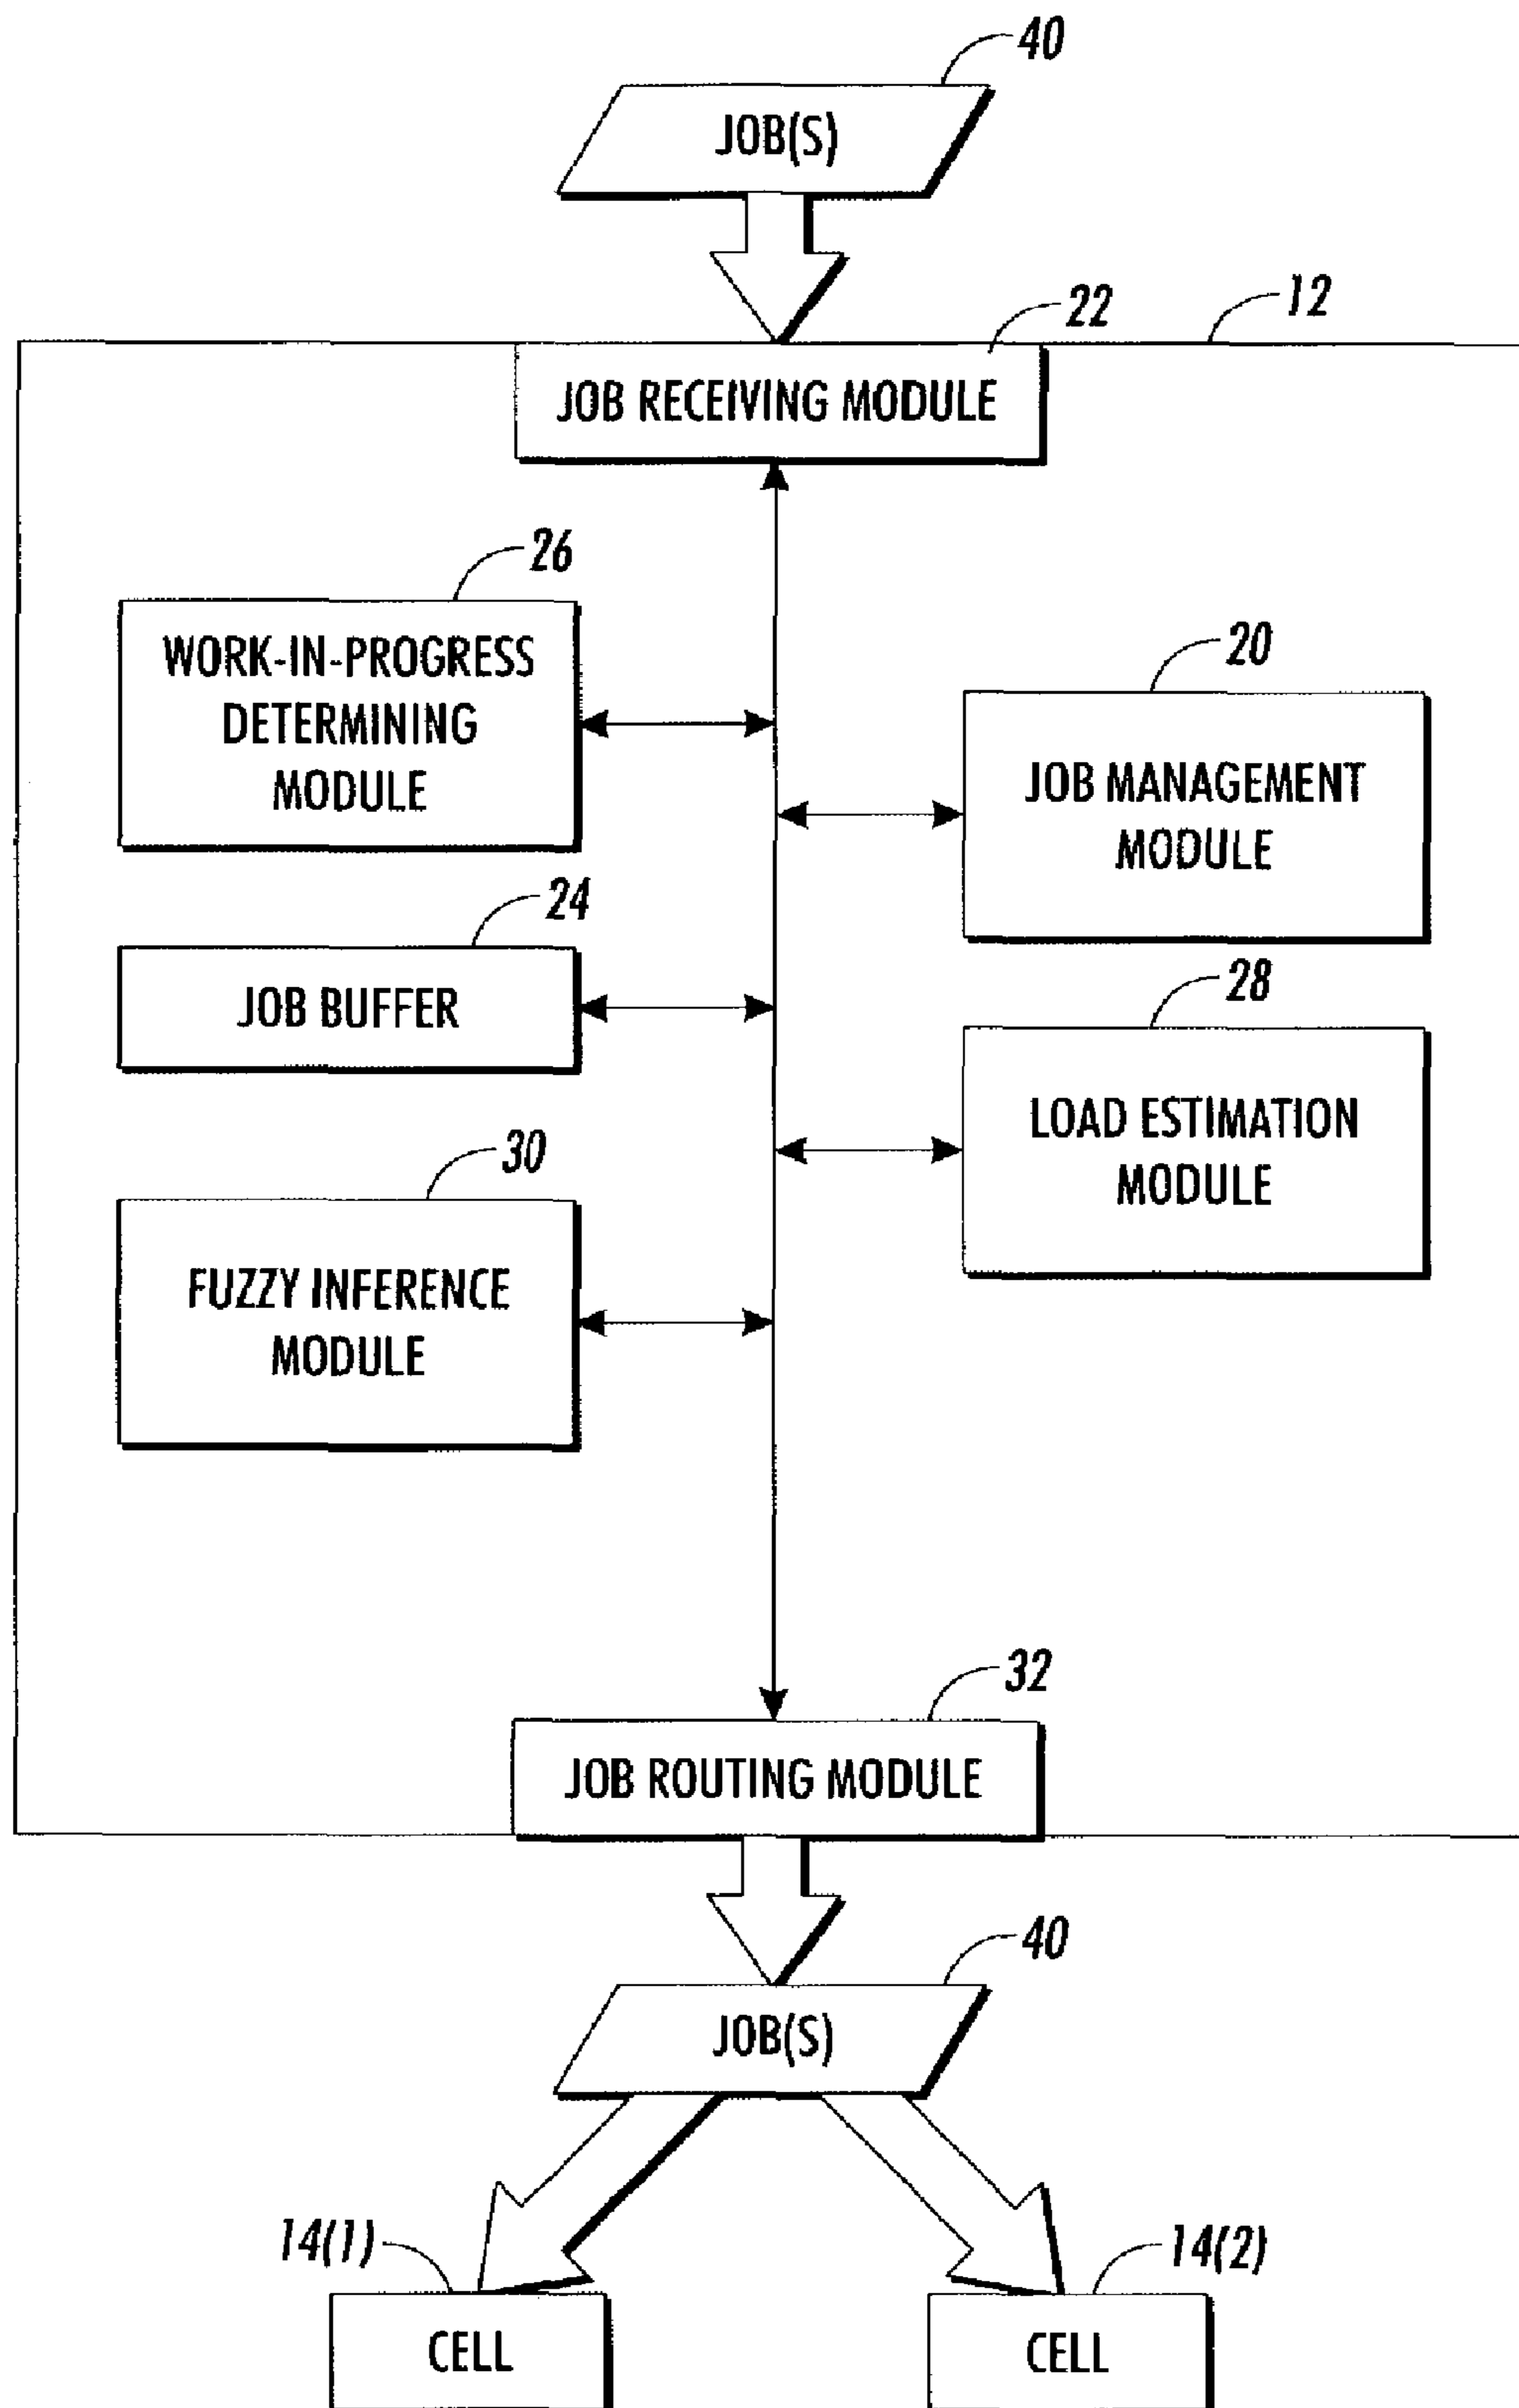 40
JOB(S)
12
22
JOB RECEIVING MODULE
26
WORK-IN-PROGRESS
DETERMINING
MODULE
20
JOB MANAGEMENT
MODULE
24
JOB BUFFER
28
LOAD ESTIMATION
MODULE
30
FUZZY INFERENCE
MODULE
32
JOB ROUTING MODULE
40
JOB(S)
14(1)
CELL
14(2)
CELL